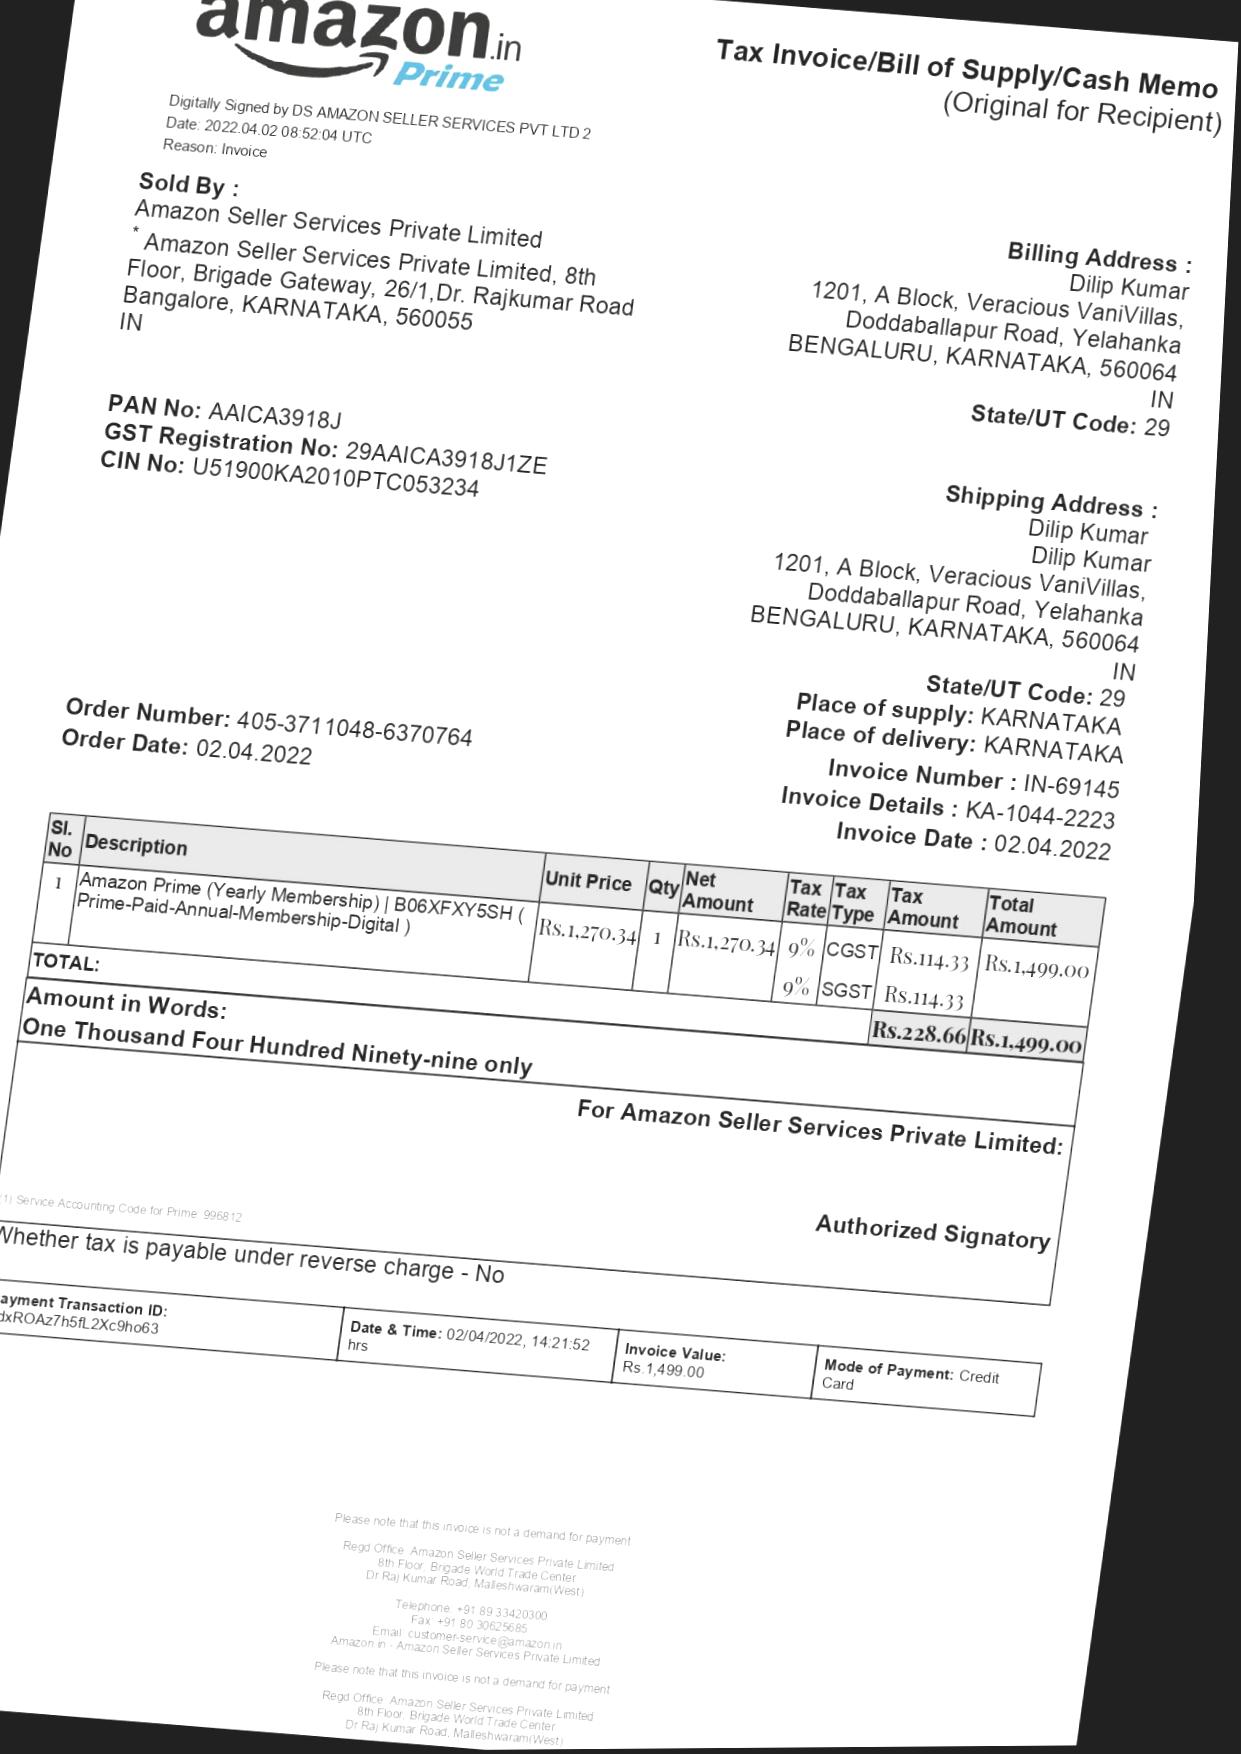 amazon.in
Prime
Tax Invoice/Bill of Supply/Cash Memo
(Original for Recipient)
Digitally Signed by DS AMAZON SELLER SERVICES PVT LTD 2
Date: 2022.04.02 08:52:04 UTC
Reason: Invoice
Sold By :
Amazon Seller Services Private Limited
* Amazon Seller Services Private Limited, 8th
Floor, Brigade Gateway, 26/1,Dr. Rajkumar Road
Bangalore, KARNATAKA, 560055
IN
Billing Address :
Dilip Kumar
1201, A Block, Veracious VaniVillas,
Doddaballapur Road, Yelahanka
BENGALURU, KARNATAKA, 560064
IN
State/UT Code: 29
PAN No: AAICA3918J
GST Registration No: 29AAICA3918J1ZE
CIN No: U51900KA2010PTC053234
Shipping Address :
Dilip Kumar
Dilip Kumar
1201, A Block, Veracious VaniVillas,
Doddaballapur Road, Yelahanka
BENGALURU, KARNATAKA, 560064
IN
State/UT Code: 29
Place of supply: KARNATAKA
Place of delivery: KARNATAKA
Order Number: 405-3711048-6370764
Order Date: 02.04.2022
Invoice Number : IN-69145
Invoice Details : KA-1044-2223
Invoice Date : 02.04.2022
Sl. No Description Unit Price Qty Net Amount Tax Rate Tax Type Tax Amount Total Amount
1 Amazon Prime (Yearly Membership) | B06XFXY5SH (
Prime-Paid-Annual-Membership-Digital ) Rs.1,270.34 1 Rs.1,270.34 9% CGST Rs.114.33 Rs.1,499.00
9% SGST Rs.114.33
TOTAL: Rs.228.66 Rs.1,499.00
Amount in Words:
One Thousand Four Hundred Ninety-nine only
For Amazon Seller Services Private Limited:
Authorized Signatory
(1) Service Accounting Code for Prime 996812
Whether tax is payable under reverse charge - No
ayment Transaction ID:
dxROAz7h5fL2Xc9ho63
Date & Time: 02/04/2022, 14:21:52
hrs
Invoice Value:
Rs.1,499.00
Mode of Payment: Credit
Card
Please note that this invoice is not a demand for payment
Regd Office: Amazon Seller Services Private Limited
8th Floor, Brigade World Trade Center
Dr Raj Kumar Road, Malleshwaram(West)
Telephone: +91 89 33420300
Fax: +91 80 30625685
Email: customer-service@amazon.in
Amazon.in - Amazon Seller Services Private Limited
Please note that this invoice is not a demand for payment
Regd Office: Amazon Seller Services Private Limited
8th Floor, Brigade World Trade Center
Dr Raj Kumar Road, Malleshwaram(West)